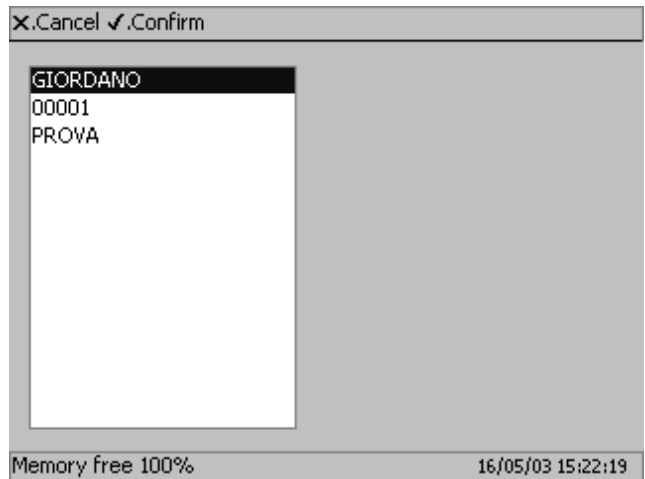 ✕.Cancel ✓.Confirm
GIORDANO
00001
PROVA
Memory free 100% 16/05/03 15:22:19